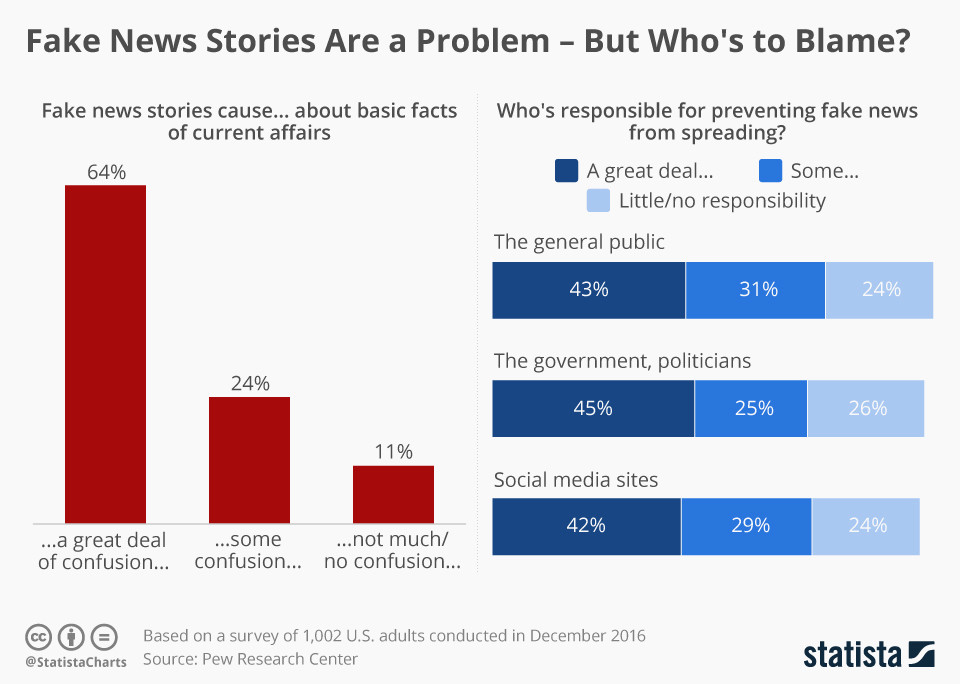 Fake News Stories Are a Problem – But Who's to Blame?
Fake news stories cause... about basic facts
of current affairs
64%
24%
11%
...a great deal
of confusion...
...some
confusion...
...not much/
no confusion...
Who's responsible for preventing fake news
from spreading?
A great deal...
Some...
Little/no responsibility
The general public
43%
31%
24%
The government, politicians
45%
25%
26%
Social media sites
42%
29%
24%
cc
@StatistaCharts
Based on a survey of 1,002 U.S. adults conducted in December 2016
Source: Pew Research Center
statista